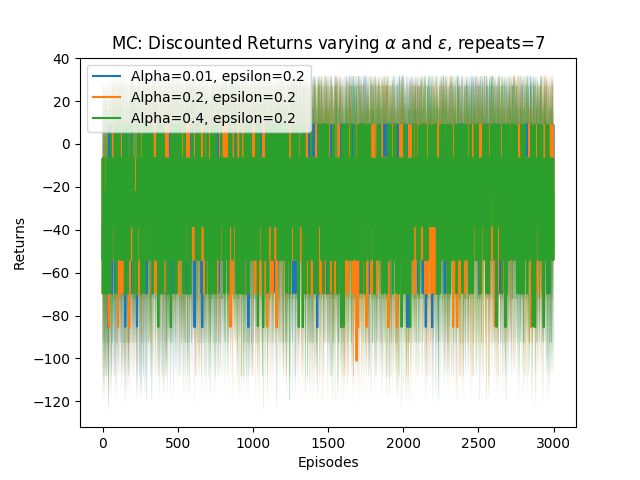 MC: Discounted Returns varying α and ε, repeats=7
Alpha=0.01, epsilon=0.2
Alpha=0.2, epsilon=0.2
Alpha=0.4, epsilon=0.2
Returns
40
20
0
−20
−40
−60
−80
−100
−120
0 500 1000 1500 2000 2500 3000
Episodes